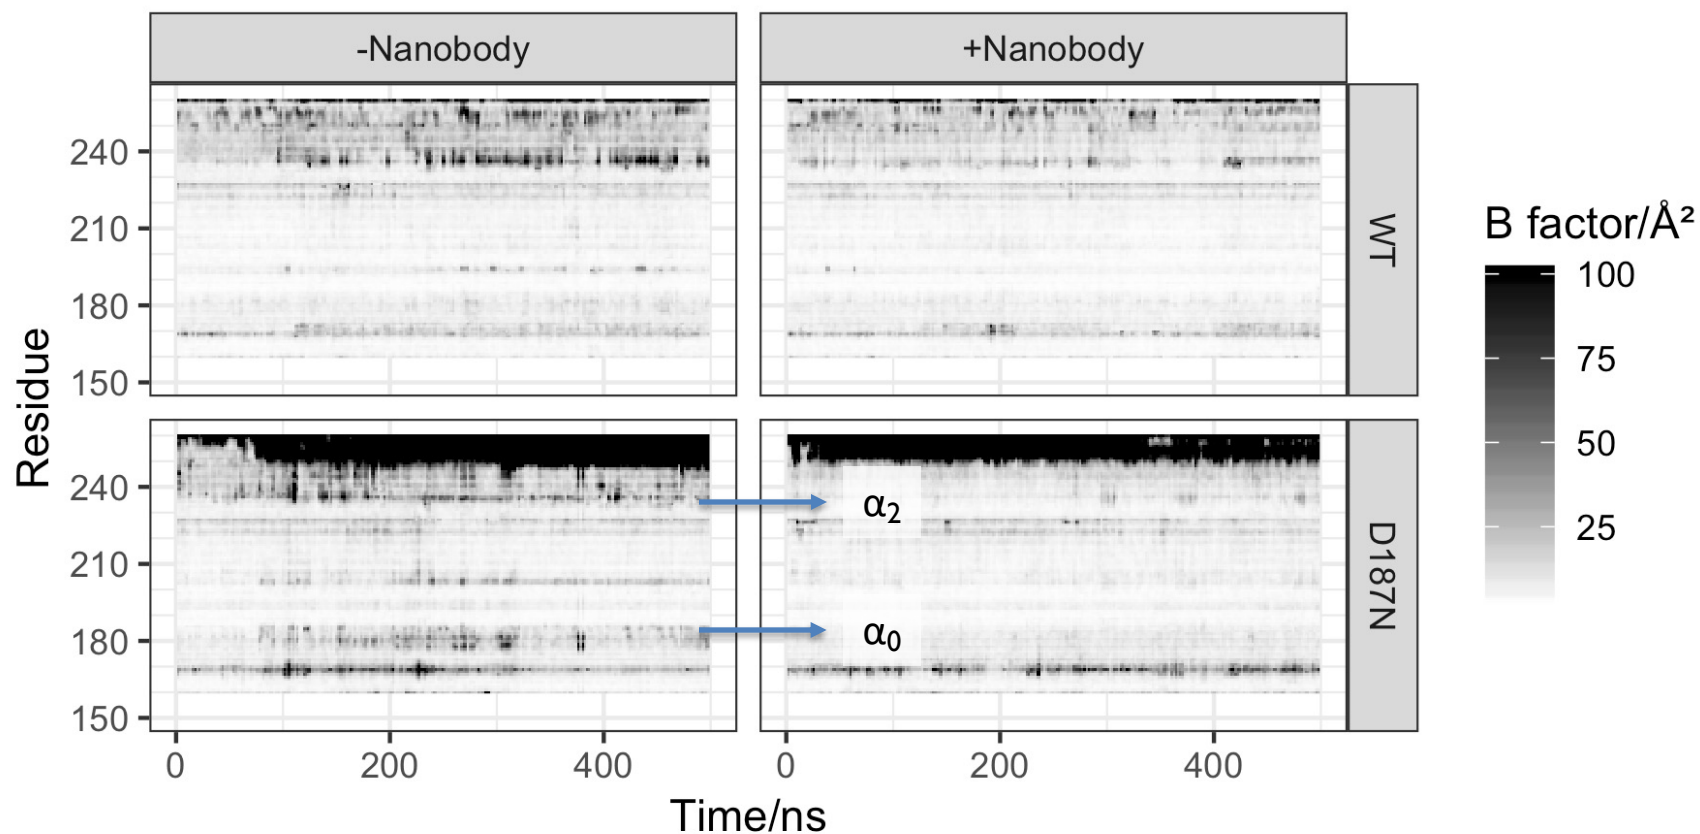 -Nanobody
+Nanobody
240
210
180
150
WT
Residue
240
210
180
150
α₂
α₀
D187N
0
200
400
0
200
400
Time/ns
B factor/Å²
100
75
50
25